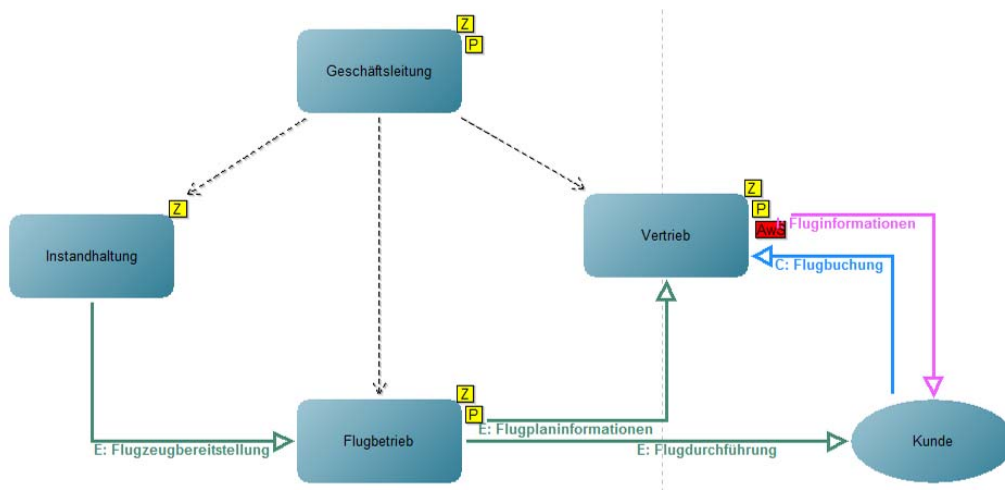 Z
P
Geschäftsleitung
Z
Z
P
AwS
Instandhaltung
Vertrieb
I: Fluginformationen
C: Flugbuchung
Z
P
Flugbetrieb
E: Flugzeugbereitstellung
E: Flugplaninformationen
E: Flugdurchführung
Kunde